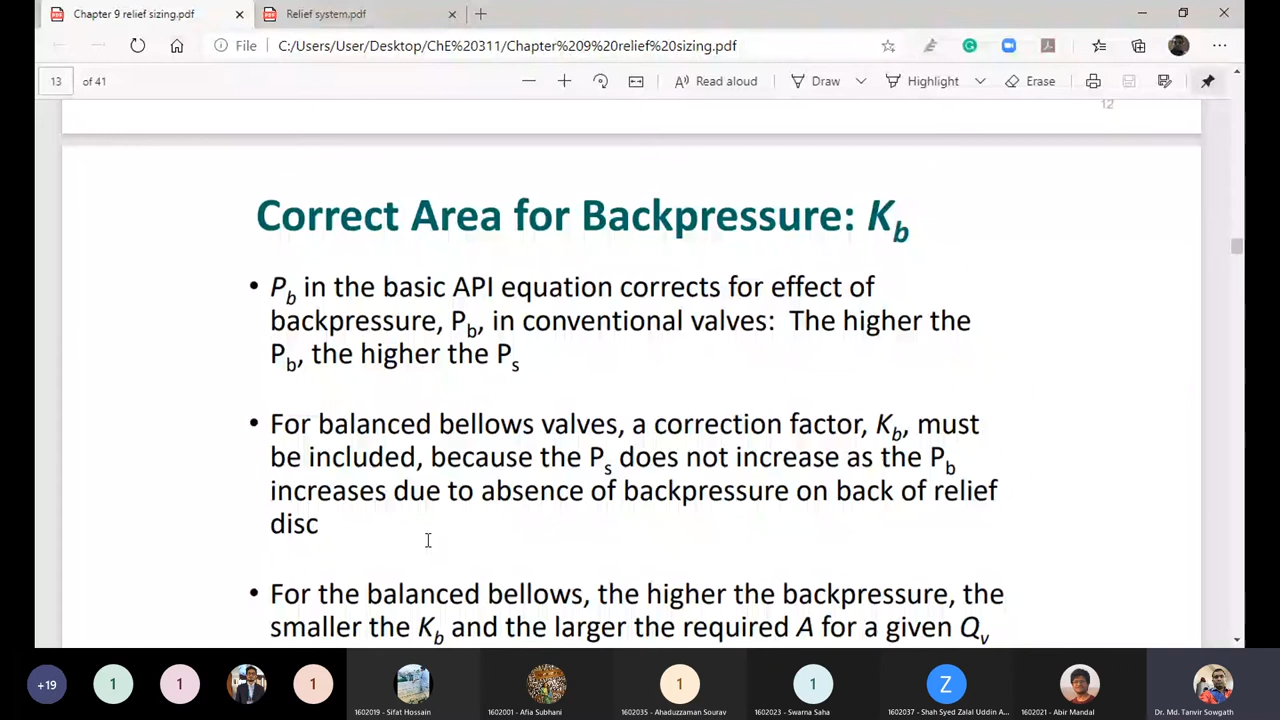 Chapter 9 relief sizing.pdf
Relief system.pdf
File
C:/Users/User/Desktop/ChE%20311/Chapter%209%20relief%20sizing.pdf
13 of 41
Read aloud
Draw
Highlight
Erase
12
Correct Area for Backpressure: Kb
• Pb in the basic API equation corrects for effect of
backpressure, Pb, in conventional valves: The higher the
Pb, the higher the Ps
• For balanced bellows valves, a correction factor, Kb, must
be included, because the Ps does not increase as the Pb
increases due to absence of backpressure on back of relief
disc
• For the balanced bellows, the higher the backpressure, the
smaller the Kb and the larger the required A for a given Qv
+19
1
1
1
1
1
Z
1602019 - Sifat Hossain
1602001 - Afia Subhani
1602035 - Ahaduzzaman Sourav
1602023 - Swarna Saha
1602037 - Shah Syed Zalal Uddin A...
1602021 - Abir Mandal
Dr. Md. Tanvir Sowgath